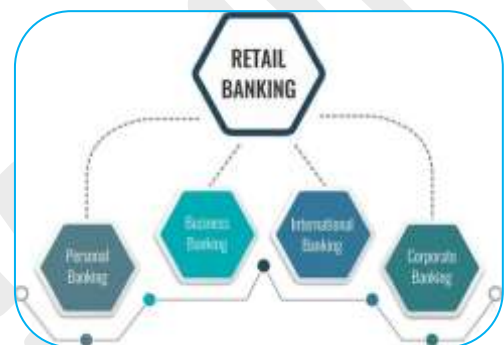 RETAIL
BANKING
Personal
Banking
Business
Banking
International
Banking
Corporate
Banking